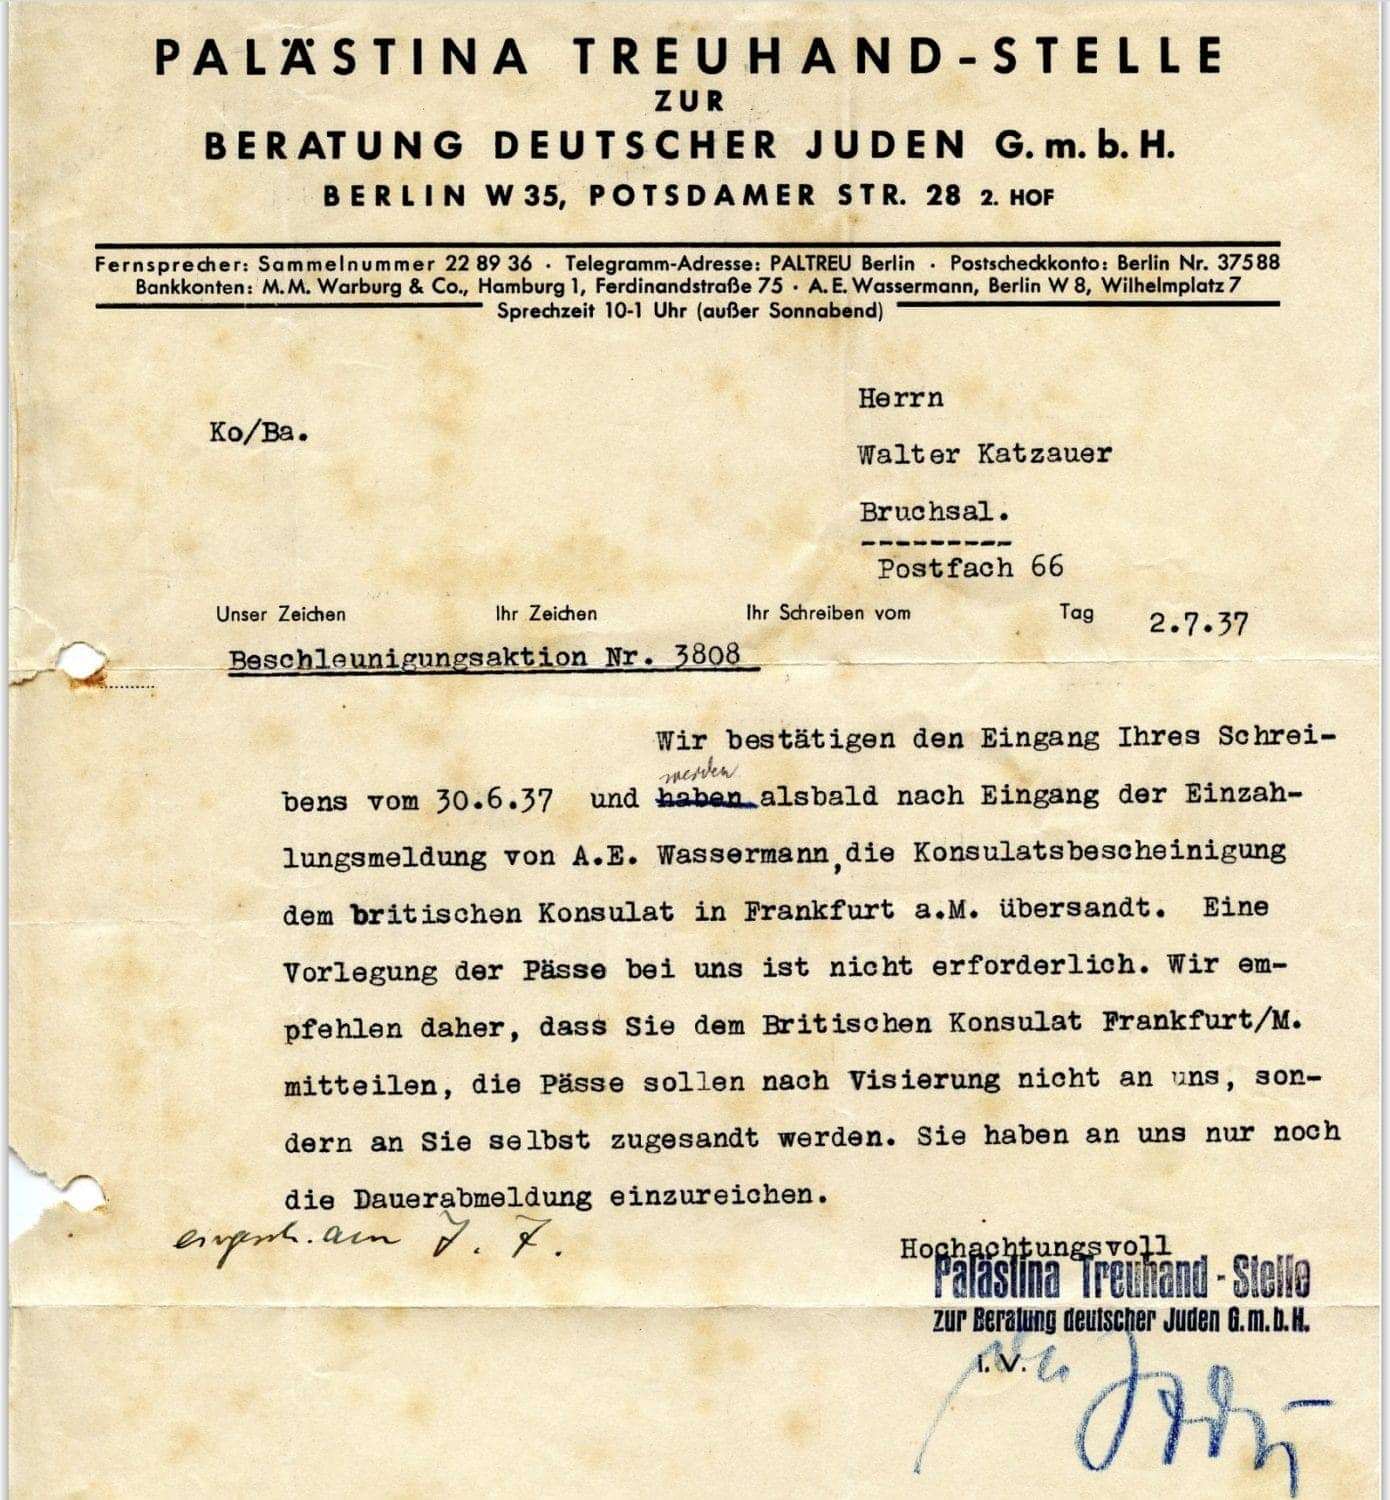 PALÄSTINA TREUHAND-STELLE
ZUR
BERATUNG DEUTSCHER JUDEN G. m. b. H.
BERLIN W 35, POTSDAMER STR. 28 2. HOF
Fernsprecher: Sammelnummer 22 89 36 · Telegramm-Adresse: PALTREU Berlin · Postscheckkonto: Berlin Nr. 375 88
Bankkonten: M. M. Warburg & Co., Hamburg 1, Ferdinandstraße 75 · A. E. Wassermann, Berlin W 8, Wilhelmplatz 7
Sprechzeit 10-1 Uhr (außer Sonnabend)
Herrn
Ko/Ba.
Walter Katzauer
Bruchsal.
Postfach 66
Unser Zeichen Ihr Zeichen Ihr Schreiben vom Tag 2.7.37
Beschleunigungsaktion Nr. 3808
Wir bestätigen den Eingang Ihres Schrei-
werden
bens vom 30.6.37 und haben alsbald nach Eingang der Einzah-
lungsmeldung von A.E. Wassermann, die Konsulatsbescheinigung
dem britischen Konsulat in Frankfurt a.M. übersandt. Eine
Vorlegung der Pässe bei uns ist nicht erforderlich. Wir em-
pfehlen daher, dass Sie dem Britischen Konsulat Frankfurt/M.
mitteilen, die Pässe sollen nach Visierung nicht an uns, son-
dern an Sie selbst zugesandt werden. Sie haben an uns nur noch
die Dauerabmeldung einzureichen.
am 7. 7.
Hochachtungsvoll
Palästina Treuhand-Stelle
zur Beratung deutscher Juden G.m.b.H.
i.V.